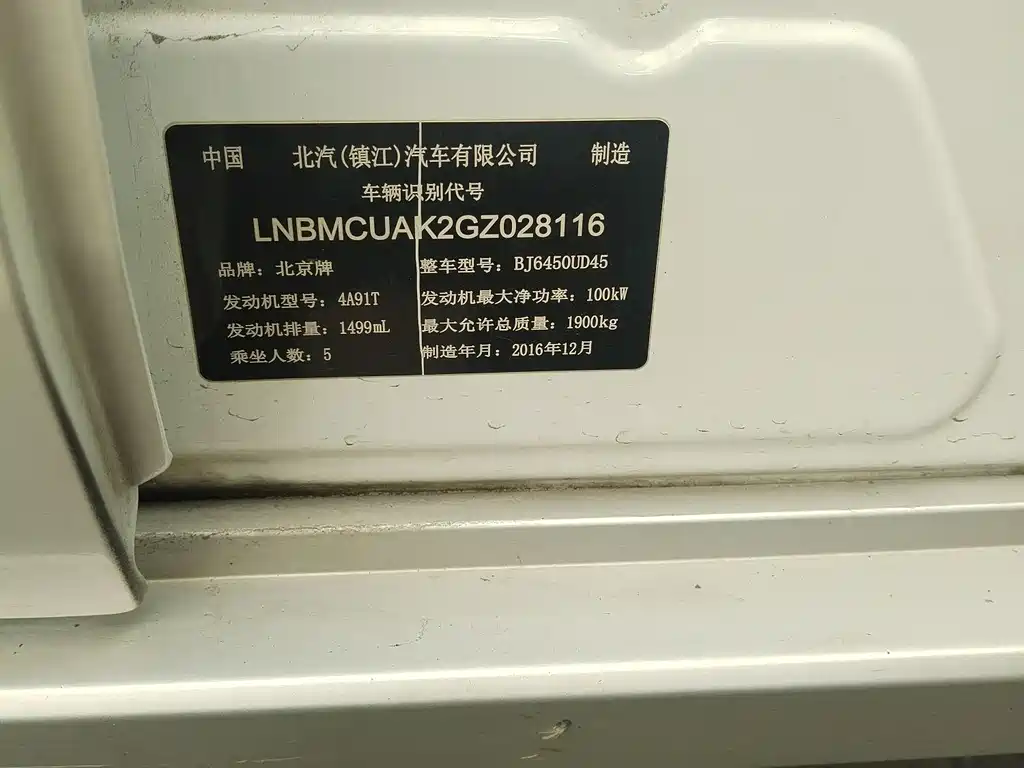 中国 北汽(镇江)汽车有限公司 制造
车辆识别代号
LNBMCUAK2GZ028116
品牌：北京牌 整车型号：BJ6450UD45
发动机型号：4A91T 发动机最大净功率：100kW
发动机排量：1499mL 最大允许总质量：1900kg
乘坐人数：5 制造年月：2016年12月